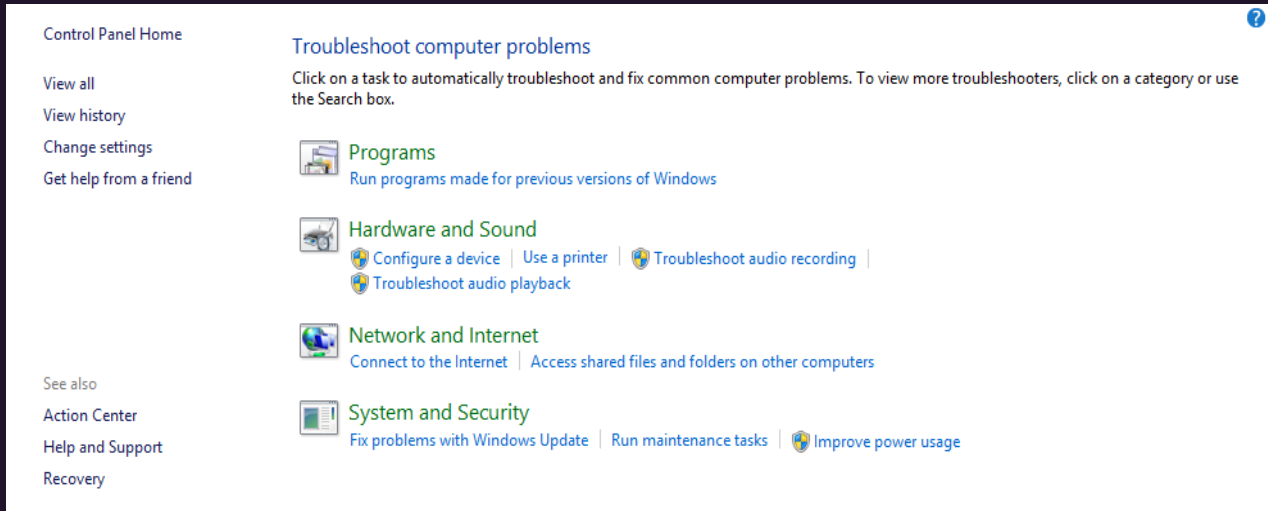 Control Panel Home
View all
View history
Change settings
Get help from a friend
See also
Action Center
Help and Support
Recovery
?
Troubleshoot computer problems
Click on a task to automatically troubleshoot and fix common computer problems. To view more troubleshooters, click on a category or use
the Search box.
Programs
Run programs made for previous versions of Windows
Hardware and Sound
Configure a device | Use a printer | Troubleshoot audio recording |
Troubleshoot audio playback
Network and Internet
Connect to the Internet | Access shared files and folders on other computers
System and Security
Fix problems with Windows Update | Run maintenance tasks | Improve power usage